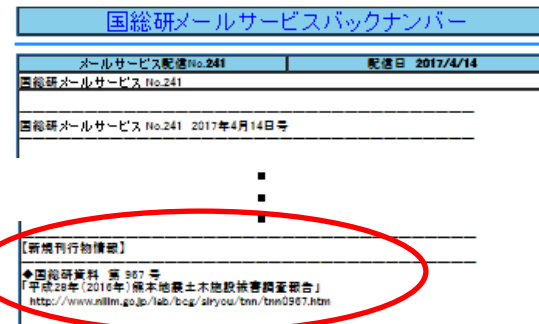 国総研メールサービスバックナンバー
メールサービス配信No.241 配信日 2017/4/14
国総研メールサービス No.241
国総研メールサービス No.241 2017年4月14日号
【新規刊行物情報】
◆国総研資料 第 967 号
「平成28年(2016年)熊本地震土木施設被害調査報告」
http://www.nilim.go.jp/lab/bcg/siryou/tnn/tnn0967.htm